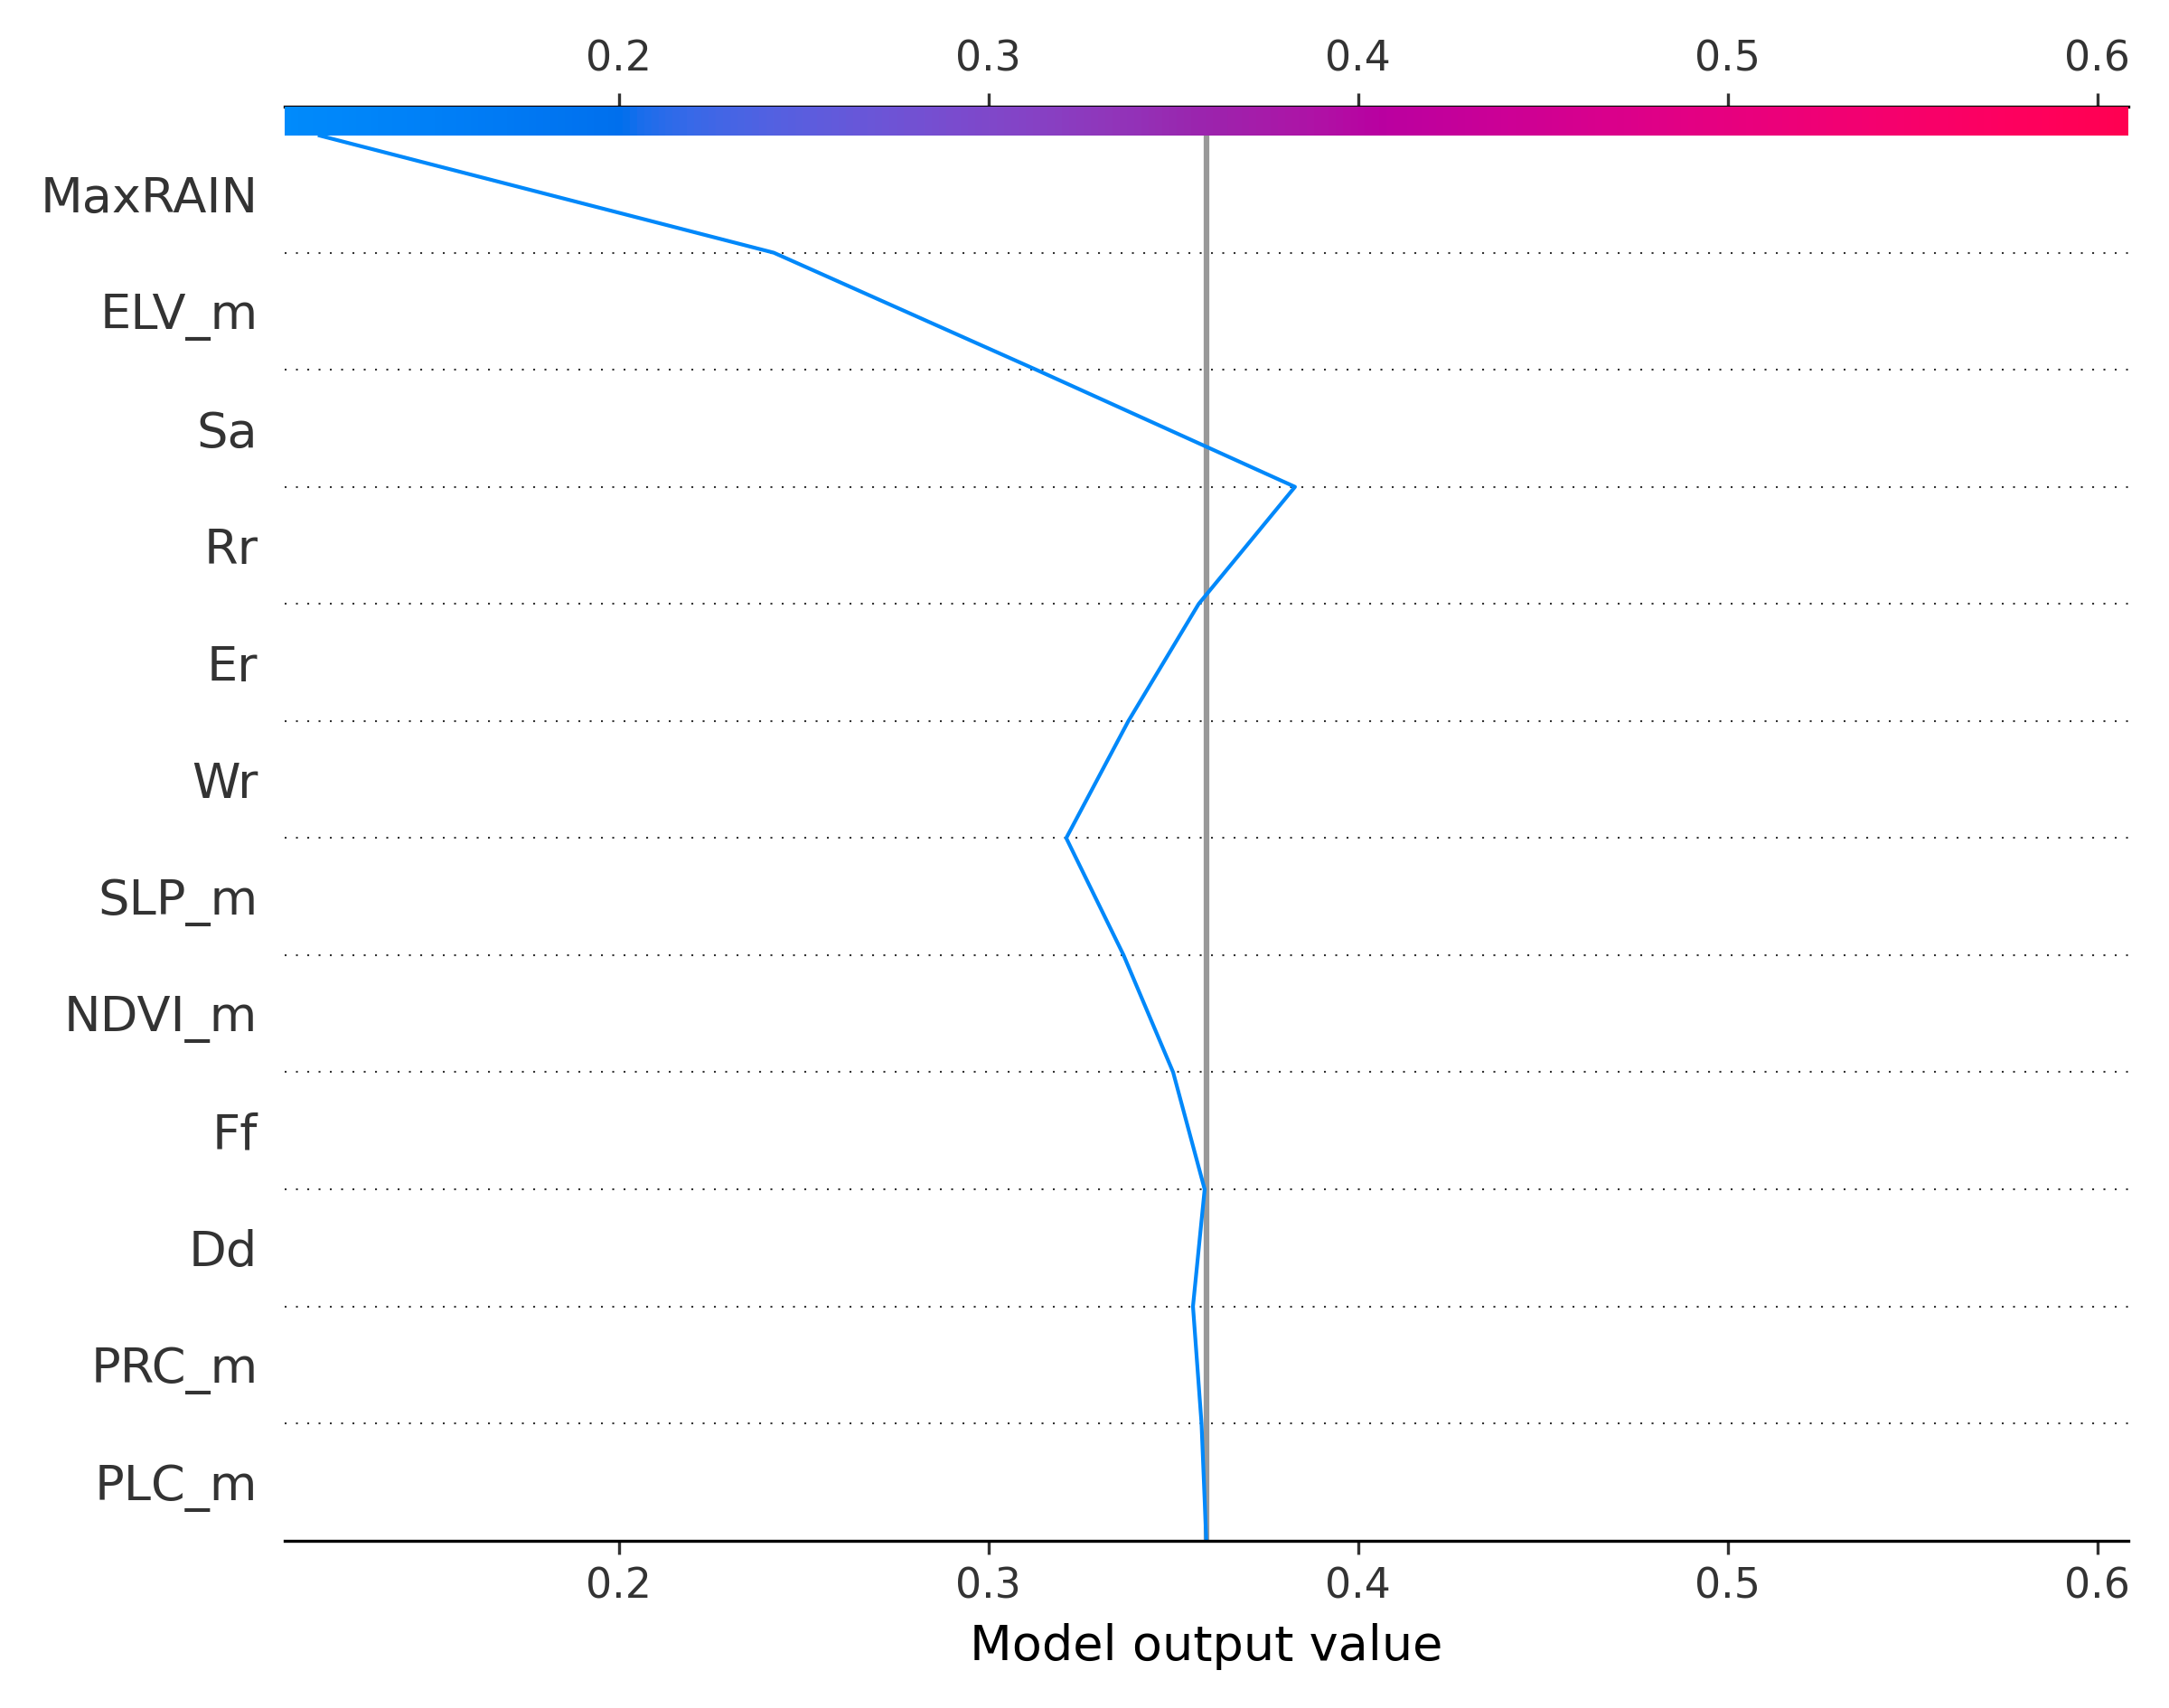 0.2 0.3 0.4 0.5 0.6
MaxRAIN
ELV_m
Sa
Rr
Er
Wr
SLP_m
NDVI_m
Ff
Dd
PRC_m
PLC_m
0.2 0.3 0.4 0.5 0.6
Model output value